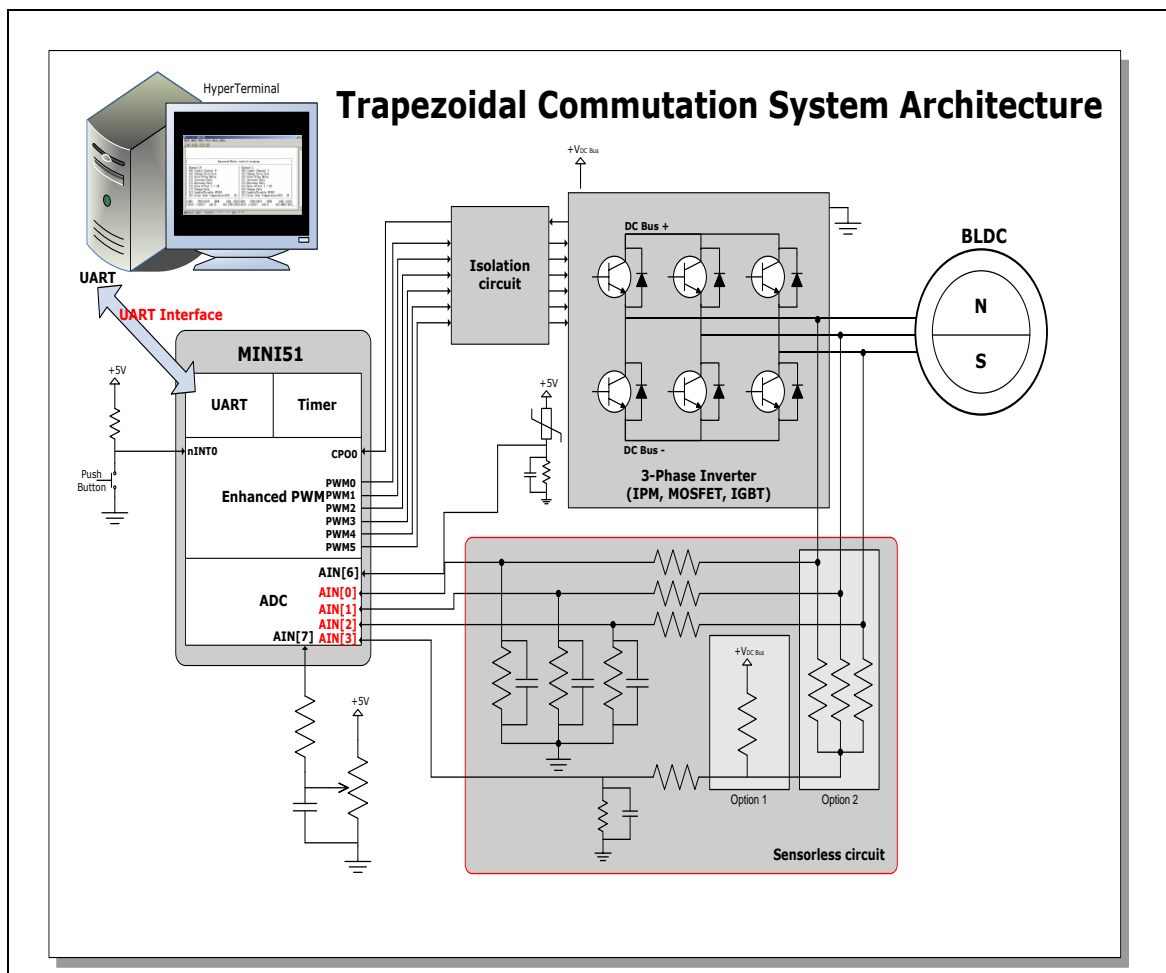 HyperTerminal
Trapezoidal Commutation System Architecture
+VDC Bus
DC Bus +
BLDC
Isolation
circuit
N
S
UART
UART Interface
MINI51
+5V
UART
Timer
+5V
nINT0
CPO0
DC Bus -
Push
Button
3-Phase Inverter
(IPM, MOSFET, IGBT)
Enhanced PWM
PWM0
PWM1
PWM2
PWM3
PWM4
PWM5
AIN[6]
ADC
AIN[0]
AIN[1]
AIN[2]
AIN[7]
AIN[3]
+VDC Bus
+5V
Option 1
Option 2
Sensorless circuit